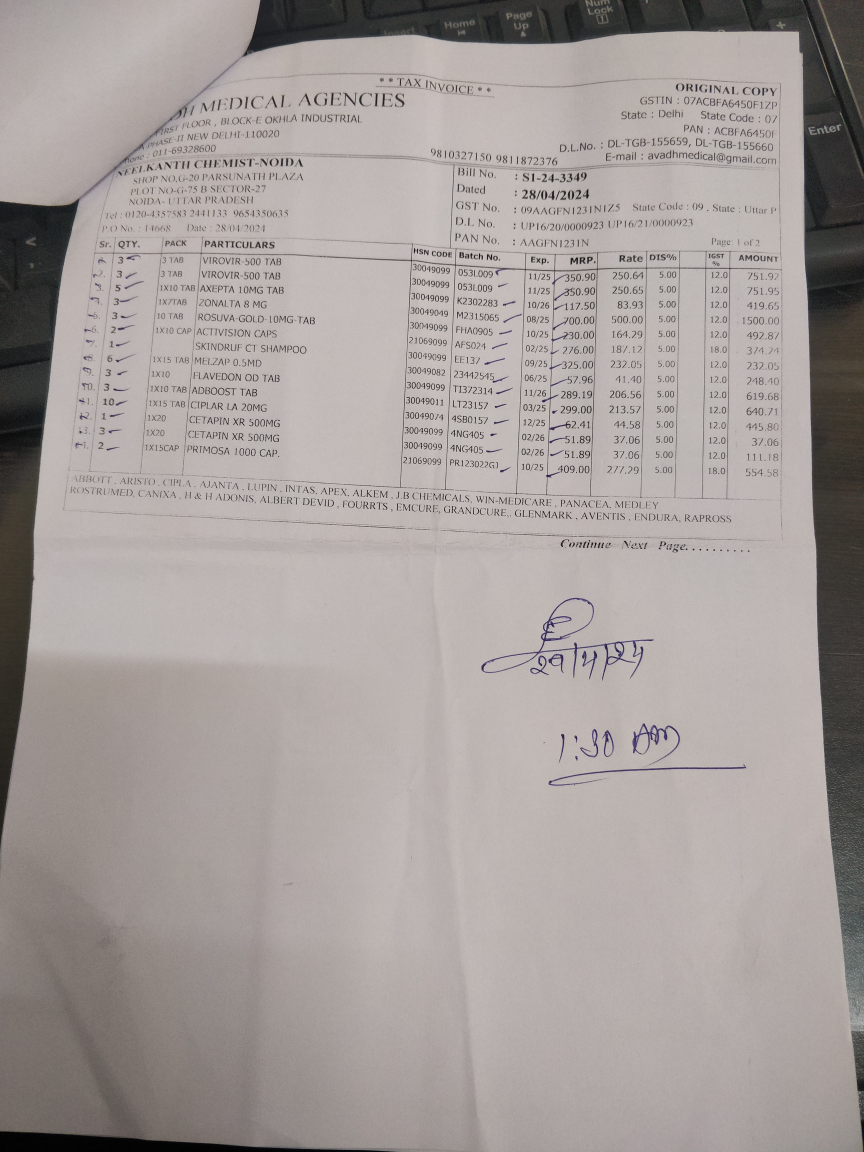 * * TAX INVOICE * *
ORIGINAL COPY
MEDICAL AGENCIES
GSTIN : 07ACBFA6450F1ZP
FIRST FLOOR , BLOCK-E OKHLA INDUSTRIAL
State : Delhi State Code : 07
PHASE-II NEW DELHI-110020
PAN : ACBFA6450F
: 011-69328600
D.L.No. : DL-TGB-155659, DL-TGB-155660
9810327150 9811872376
E-mail : avadhmedical@gmail.com
NEELKANTH CHEMIST-NOIDA
SHOP NO,G-20 PARSUNATH PLAZA
PLOT NO-G-75 B SECTOR-27
NOIDA- UTTAR PRADESH
Tel : 0120-4357583 2441133 9654350635
P.O No. : 14668 Date : 28/04/2024
Bill No. : S1-24-3349
Dated : 28/04/2024
GST No. : 09AAGFN1231N1Z5 State Code : 09 , State : Uttar P
D.L No. : UP16/20/0000923 UP16/21/0000923
PAN No. : AAGFN1231N Page 1 of 2
Sr. QTY. PACK PARTICULARS HSN CODE Batch No. Exp. MRP. Rate DIS% IGST % AMOUNT
3 3 TAB VIROVIR-500 TAB 30049099 053L009 11/25 350.90 250.64 5.00 12.0 751.92
2. 3 3 TAB VIROVIR-500 TAB 30049099 053L009 11/25 350.90 250.65 5.00 12.0 751.95
3. 5 1X10 TAB AXEPTA 10MG TAB 30049099 K2302283 10/26 117.50 83.93 5.00 12.0 419.65
4. 3 1X7TAB ZONALTA 8 MG 30049049 M2315065 08/25 700.00 500.00 5.00 12.0 1500.00
3 10 TAB ROSUVA-GOLD-10MG-TAB 30049099 FHA0905 10/25 230.00 164.29 5.00 12.0 492.87
6. 2 1X10 CAP ACTIVISION CAPS 21069099 AFS024 02/25 276.00 187.12 5.00 18.0 374.24
7. 1 SKINDRUF CT SHAMPOO 30049099 EE137 09/25 325.00 232.05 5.00 12.0 232.05
8. 6 1X15 TAB MELZAP 0.5MD 30049082 23442545 06/25 57.96 41.40 5.00 12.0 248.40
9. 3 1X10 FLAVEDON OD TAB 30049099 TI372314 11/26 289.19 206.56 5.00 12.0 619.68
10. 3 1X10 TAB ADBOOST TAB 30049011 LT23157 03/25 299.00 213.57 5.00 12.0 640.71
11. 10 1X15 TAB CIPLAR LA 20MG 30049074 4SB0157 12/25 62.41 44.58 5.00 12.0 445.80
12. 1 1X20 CETAPIN XR 500MG 30049099 4NG405 02/26 51.89 37.06 5.00 12.0 37.06
13. 3 1X20 CETAPIN XR 500MG 30049099 4NG405 02/26 51.89 37.06 5.00 12.0 111.18
2 1X15CAP PRIMOSA 1000 CAP. 21069099 PR123022G1 10/25 409.00 277.29 5.00 18.0 554.58
ABBOTT , ARISTO , CIPLA , AJANTA , LUPIN , INTAS, APEX, ALKEM , J.B CHEMICALS, WIN-MEDICARE , PANACEA, MEDLEY
ROSTRUMED, CANIXA , H & H ADONIS, ALBERT DEVID , FOURRTS , EMCURE, GRANDCURE, GLENMARK , AVENTIS , ENDURA, RAPROSS
Continue Next Page..........
29/4/24
1:30 AM